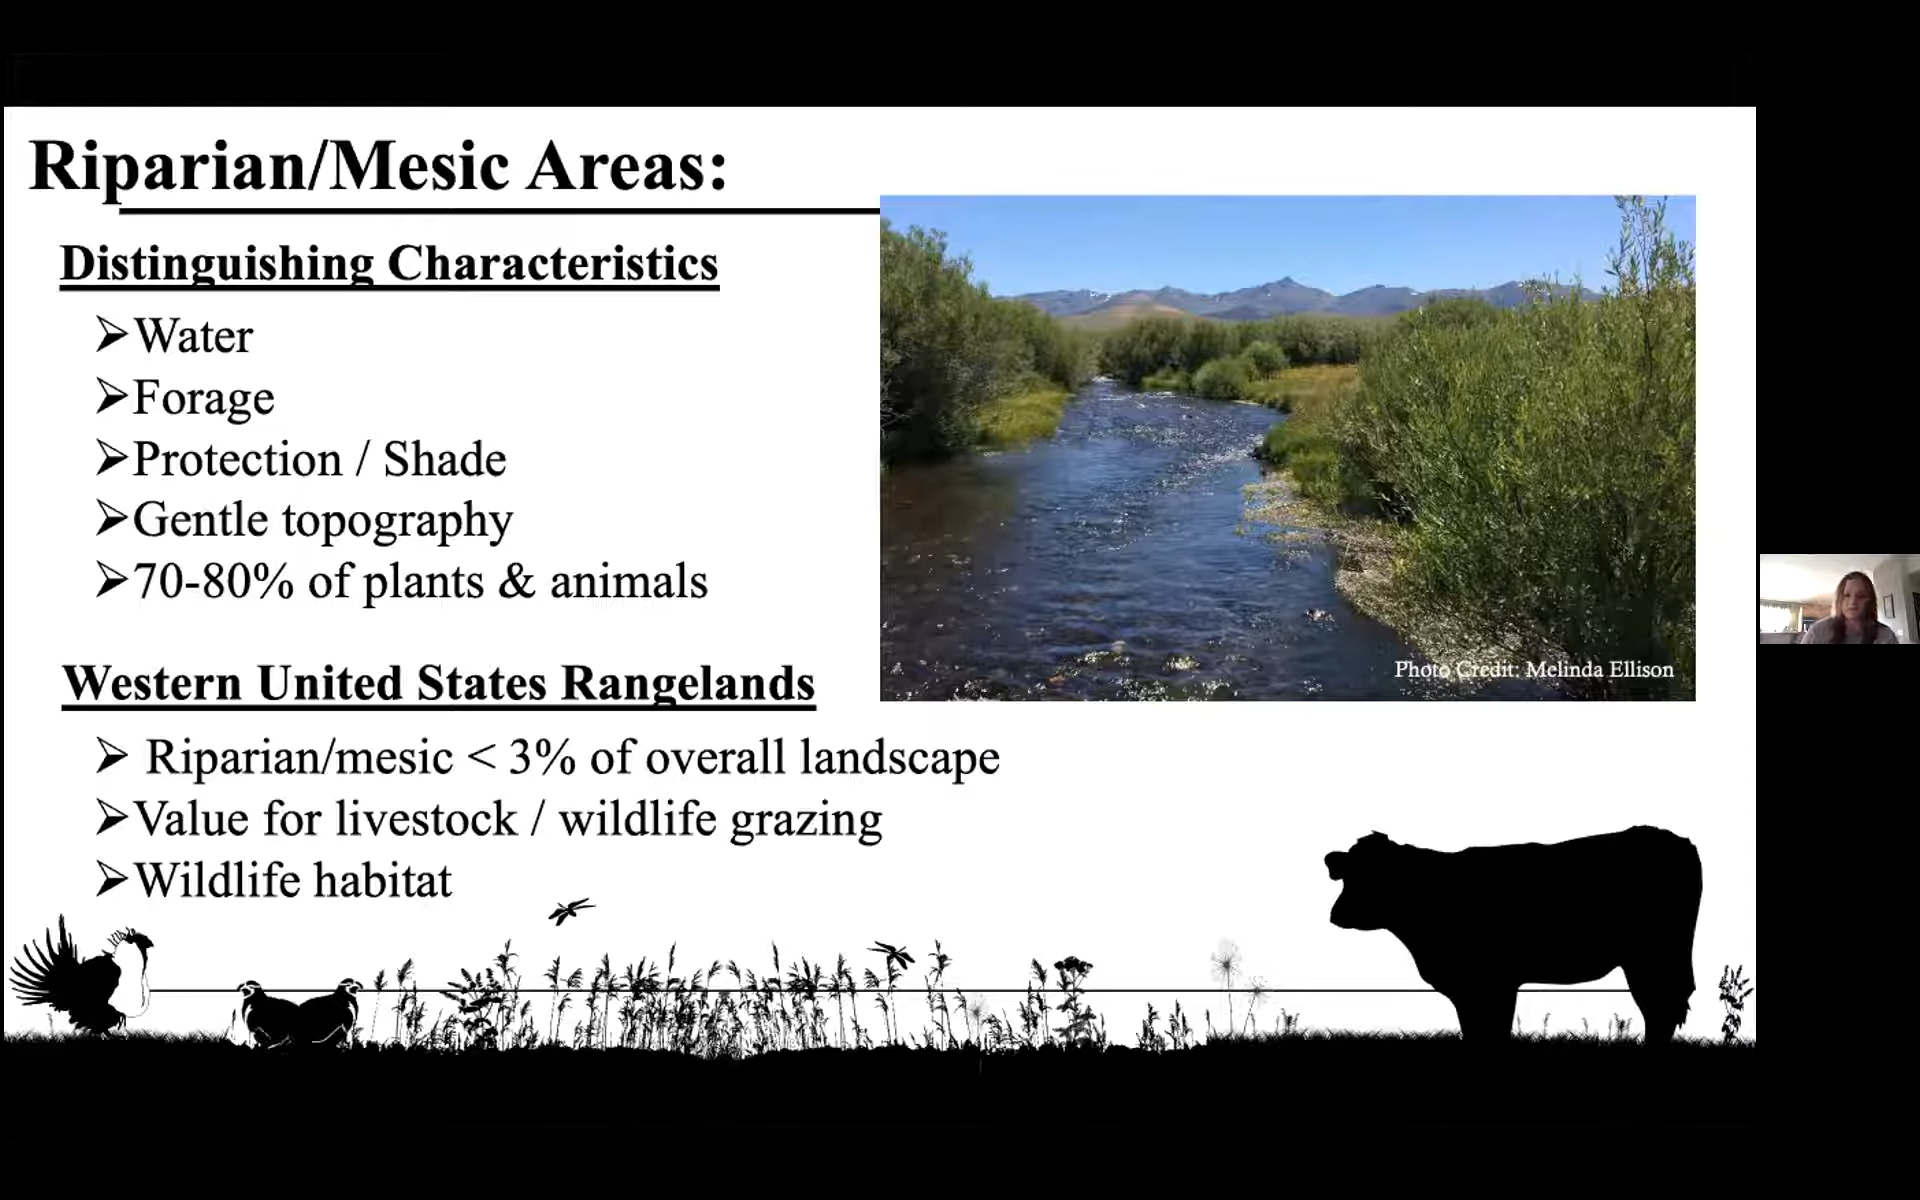 Riparian/Mesic Areas:
Distinguishing Characteristics
➢Water
➢Forage
➢Protection / Shade
➢Gentle topography
➢70-80% of plants & animals
Photo Credit: Melinda Ellison
Western United States Rangelands
➢ Riparian/mesic < 3% of overall landscape
➢Value for livestock / wildlife grazing
➢Wildlife habitat